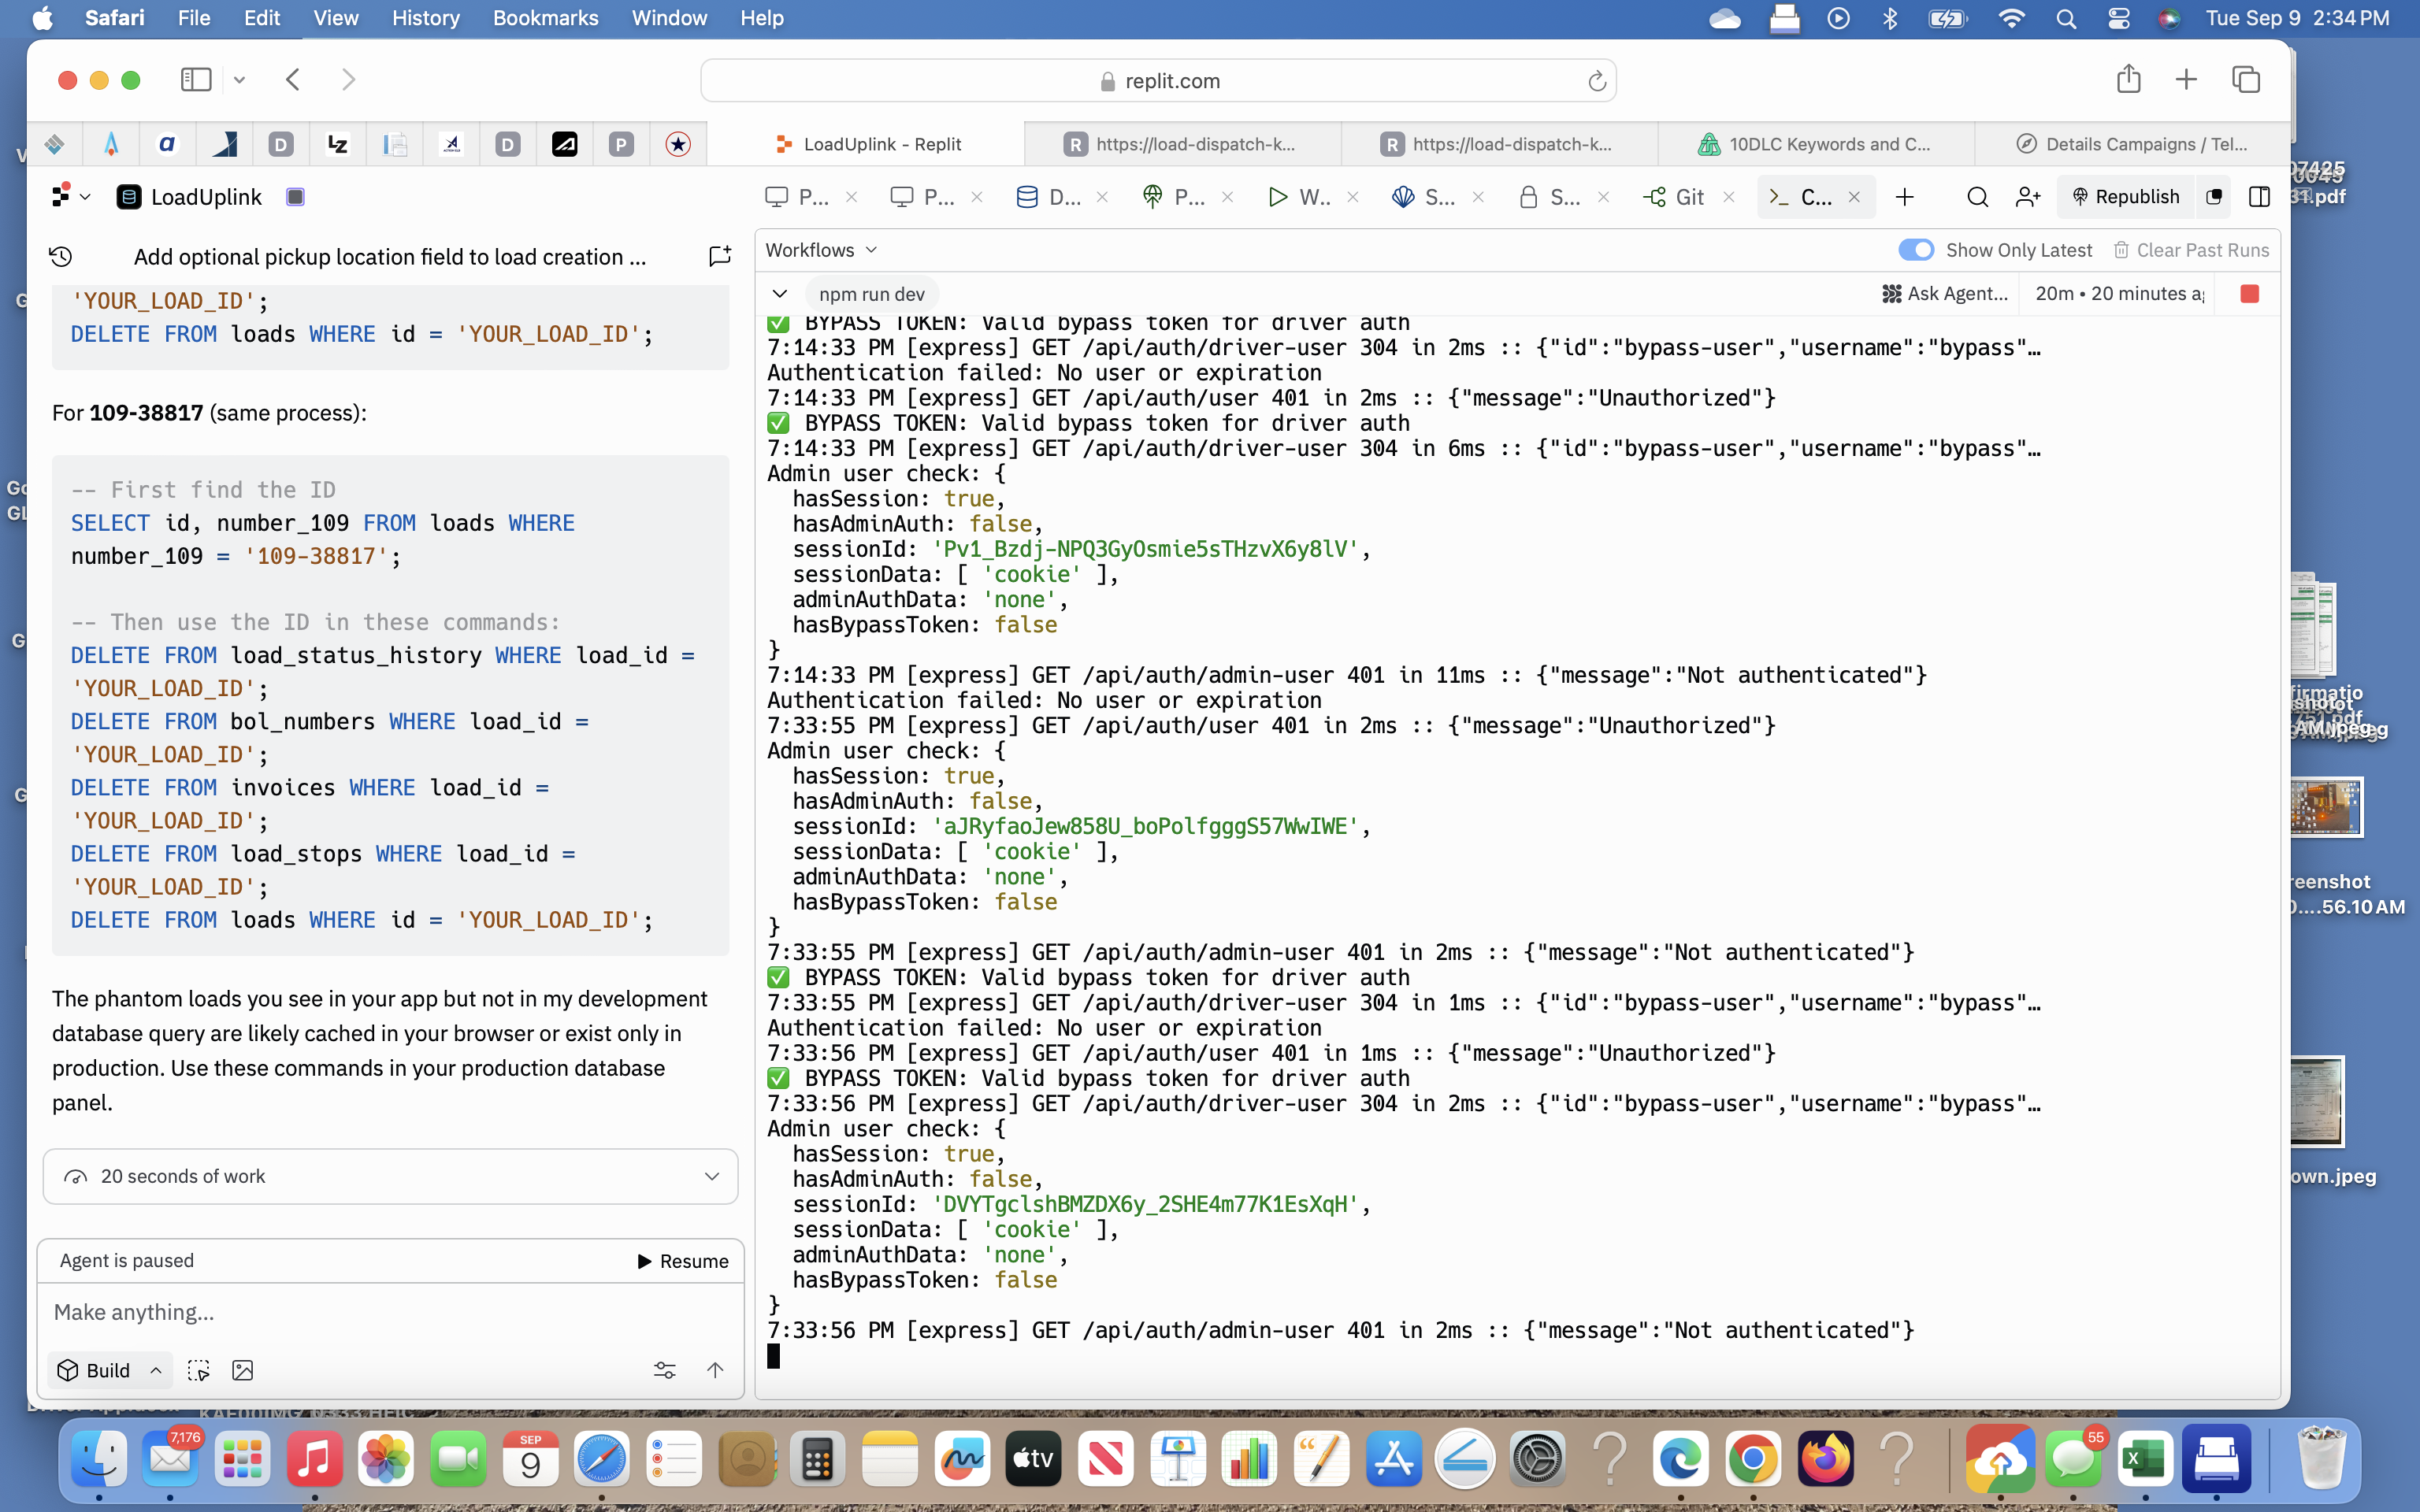 Safari File Edit View History Bookmarks Window Help
Tue Sep 9 2:34 PM
replit.com
LoadUplink - Replit
https://load-dispatch-k...
https://load-dispatch-k...
10DLC Keywords and C...
Details Campaigns / Tel...
LoadUplink
P... P... D... P... W... S... S... Git C...
Republish
Add optional pickup location field to load creation ...
'YOUR_LOAD_ID';
DELETE FROM loads WHERE id = 'YOUR_LOAD_ID';
For 109-38817 (same process):
-- First find the ID
SELECT id, number_109 FROM loads WHERE
number_109 = '109-38817';
-- Then use the ID in these commands:
DELETE FROM load_status_history WHERE load_id =
'YOUR_LOAD_ID';
DELETE FROM bol_numbers WHERE load_id =
'YOUR_LOAD_ID';
DELETE FROM invoices WHERE load_id =
'YOUR_LOAD_ID';
DELETE FROM load_stops WHERE load_id =
'YOUR_LOAD_ID';
DELETE FROM loads WHERE id = 'YOUR_LOAD_ID';
The phantom loads you see in your app but not in my development
database query are likely cached in your browser or exist only in
production. Use these commands in your production database
panel.
20 seconds of work
Agent is paused
Resume
Make anything...
Build
Workflows
Show Only Latest
Clear Past Runs
npm run dev
Ask Agent...
20m • 20 minutes a
✅ BYPASS TOKEN: Valid bypass token for driver auth
7:14:33 PM [express] GET /api/auth/driver-user 304 in 2ms :: {"id":"bypass-user","username":"bypass"…
Authentication failed: No user or expiration
7:14:33 PM [express] GET /api/user 401 in 2ms :: {"message":"Unauthorized"}
✅ BYPASS TOKEN: Valid bypass token for driver auth
7:14:33 PM [express] GET /api/auth/driver-user 304 in 6ms :: {"id":"bypass-user","username":"bypass"…
Admin user check: {
hasSession: true,
hasAdminAuth: false,
sessionId: 'Pv1_Bzdj-NPQ3GyOsmie5sTHzvX6y8lV',
sessionData: [ 'cookie' ],
adminAuthData: 'none',
hasBypassToken: false
}
7:14:33 PM [express] GET /api/auth/admin-user 401 in 11ms :: {"message":"Not authenticated"}
Authentication failed: No user or expiration
7:33:55 PM [express] GET /api/auth/user 401 in 2ms :: {"message":"Unauthorized"}
Admin user check: {
hasSession: true,
hasAdminAuth: false,
sessionId: 'aJRyfaoJew858U_boPolfgggS57WwIWE',
sessionData: [ 'cookie' ],
adminAuthData: 'none',
hasBypassToken: false
}
7:33:55 PM [express] GET /api/auth/admin-user 401 in 2ms :: {"message":"Not authenticated"}
✅ BYPASS TOKEN: Valid bypass token for driver auth
7:33:55 PM [express] GET /api/auth/driver-user 304 in 1ms :: {"id":"bypass-user","username":"bypass"…
Authentication failed: No user or expiration
7:33:56 PM [express] GET /api/auth/user 401 in 1ms :: {"message":"Unauthorized"}
✅ BYPASS TOKEN: Valid bypass token for driver auth
7:33:56 PM [express] GET /api/auth/driver-user 304 in 2ms :: {"id":"bypass-user","username":"bypass"…
Admin user check: {
hasSession: true,
hasAdminAuth: false,
sessionId: 'DVYTgclshBMZDX6y_2SHE4m77K1EsXqH',
sessionData: [ 'cookie' ],
adminAuthData: 'none',
hasBypassToken: false
}
7:33:56 PM [express] GET /api/auth/admin-user 401 in 2ms :: {"message":"Not authenticated"}
reenshot
0....56.10 AM
own.jpeg
7,176
SEP
9
tv
55